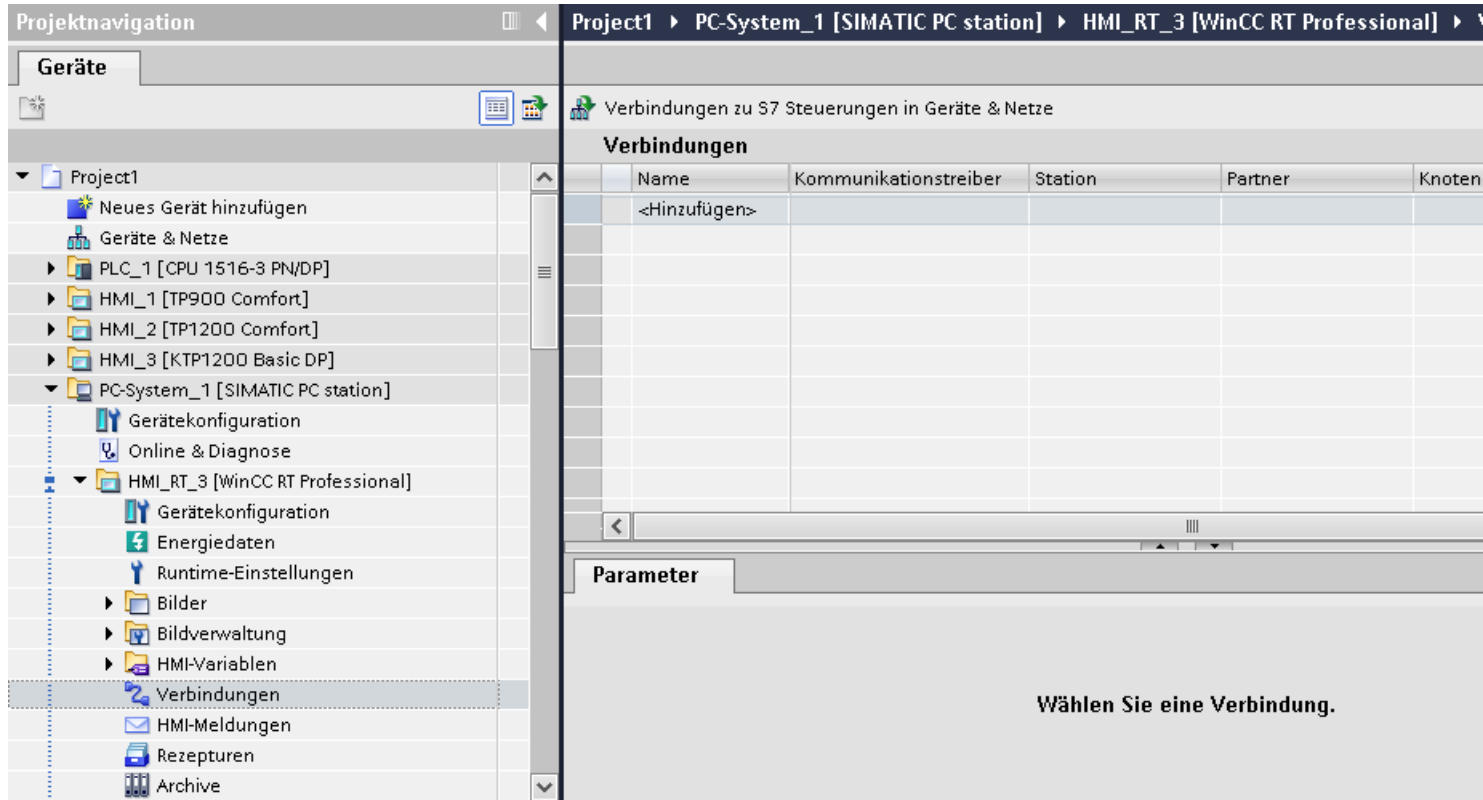 Projektnavigation
Geräte
Project1
Neues Gerät hinzufügen
Geräte & Netze
PLC_1 [CPU 1516-3 PN/DP]
HMI_1 [TP900 Comfort]
HMI_2 [TP1200 Comfort]
HMI_3 [KTP1200 Basic DP]
PC-System_1 [SIMATIC PC station]
Gerätekonfiguration
Online & Diagnose
HMI_RT_3 [WinCC RT Professional]
Gerätekonfiguration
Energiedaten
Runtime-Einstellungen
Bilder
Bildverwaltung
HMI-Variablen
Verbindungen
HMI-Meldungen
Rezepturen
Archive
Project1 PC-System_1 [SIMATIC PC station] HMI_RT_3 [WinCC RT Professional]
Verbindungen zu S7 Steuerungen in Geräte & Netze
Verbindungen
Name Kommunikationstreiber Station Partner Knoten
<Hinzufügen>
Parameter
Wählen Sie eine Verbindung.